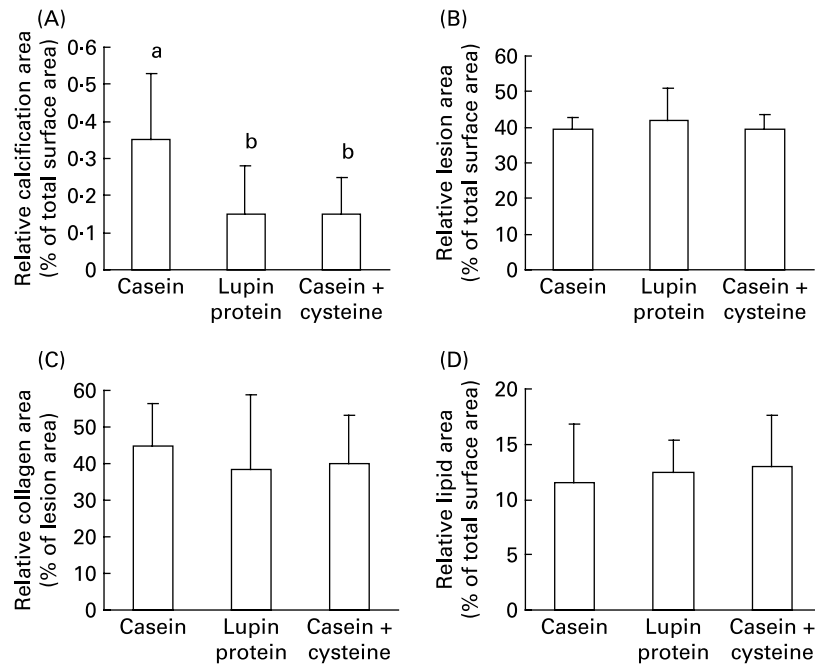 (A)
Relative calcification area
(% of total surface area)
0·6
0·5
0·4
0·3
0·2
0·1
0
a
b
b
Casein
Lupin
protein
Casein +
cysteine
(B)
Relative lesion area
(% of total surface area)
60
50
40
30
20
10
0
Casein
Lupin
protein
Casein +
cysteine
(C)
Relative collagen area
(% of lesion area)
60
50
40
30
20
10
0
Casein
Lupin
protein
Casein +
cysteine
(D)
Relative lipid area
(% of total surface area)
20
15
10
5
0
Casein
Lupin
protein
Casein +
cysteine